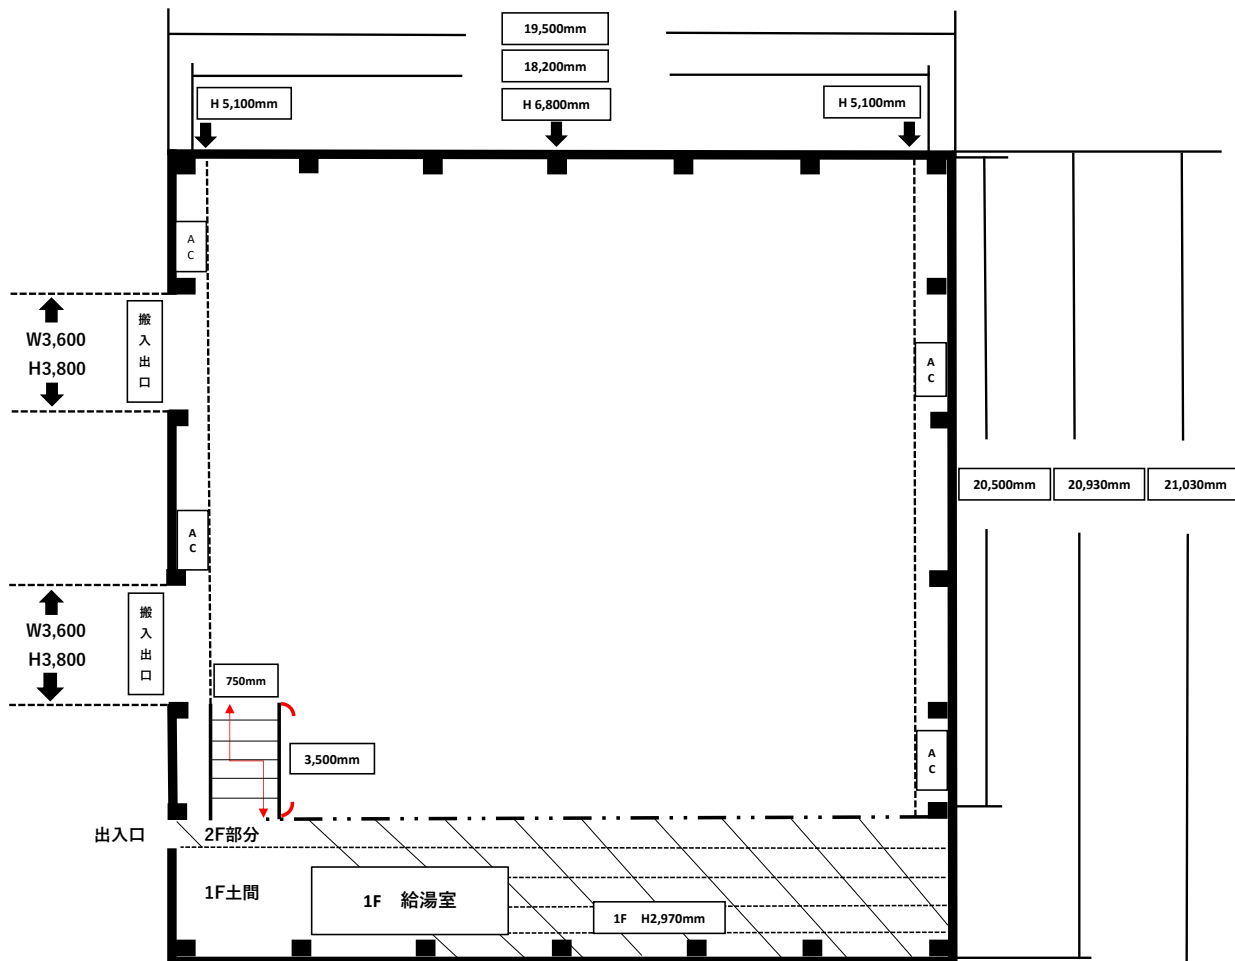 19,500mm
18,200mm
H 5,100mm
H 6,800mm
H 5,100mm
A
C
搬
入
出
口
W3,600
H3,800
A
C
20,500mm
20,930mm
21,030mm
A
C
搬
入
出
口
W3,600
H3,800
750mm
3,500mm
A
C
出入口
2F部分
1F土間
1F 給湯室
1F H2,970mm